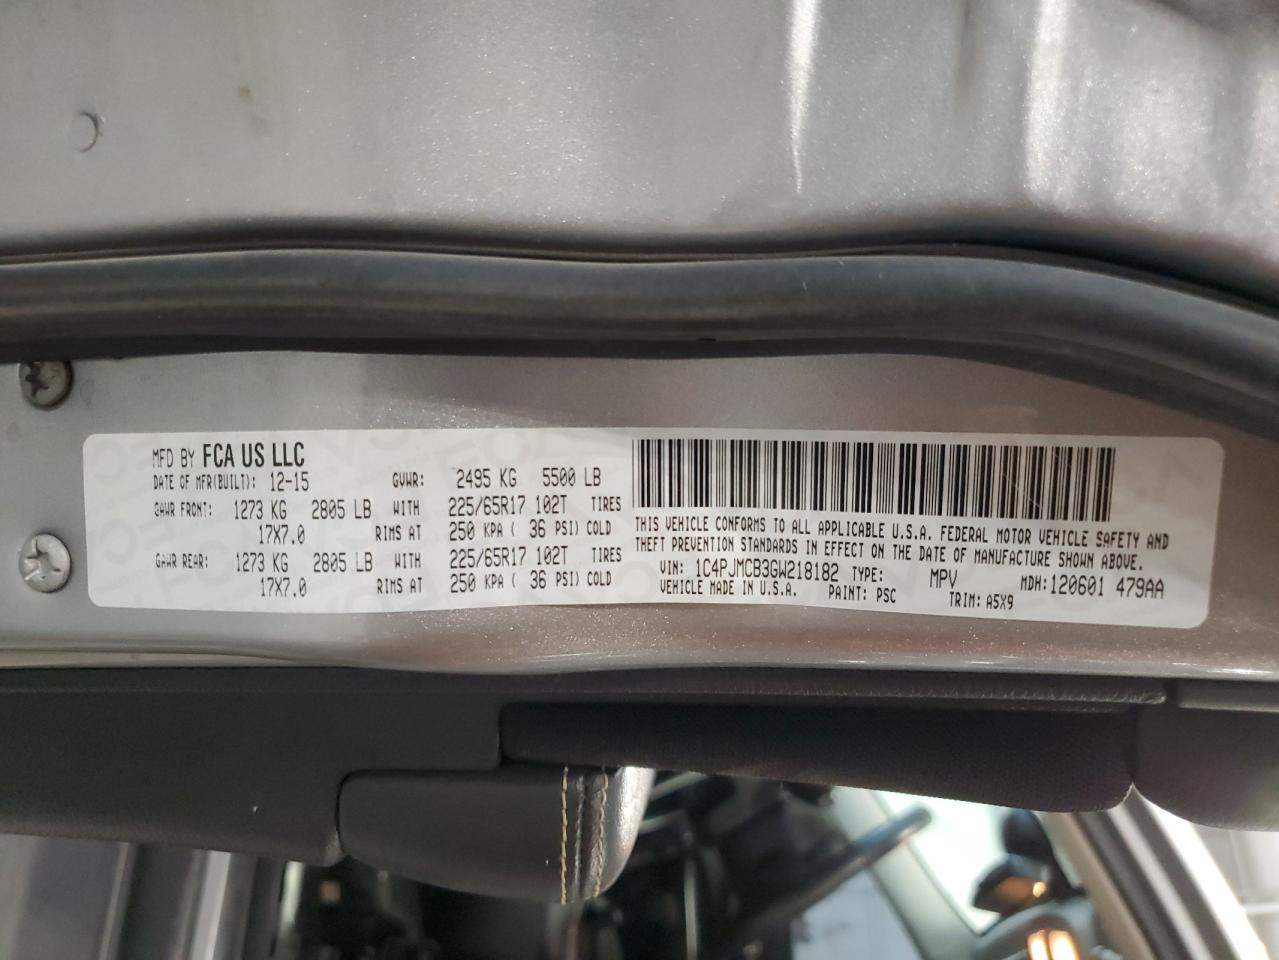 MFD BY FCA US LLC
DATE OF MFR(BUILT): 12-15 GVWR: 2495 KG 5500 LB
GAWR FRONT: 1273 KG 2805 LB WITH 225/65R17 102T TIRES
17X7.0 RIMS AT 250 KPA ( 36 PSI) COLD
GAWR REAR: 1273 KG 2805 LB WITH 225/65R17 102T TIRES
17X7.0 RIMS AT 250 KPA ( 36 PSI) COLD
THIS VEHICLE CONFORMS TO ALL APPLICABLE U.S.A. FEDERAL MOTOR VEHICLE SAFETY AND
THEFT PREVENTION STANDARDS IN EFFECT ON THE DATE OF MANUFACTURE SHOWN ABOVE.
VIN: 1C4PJMCB3GW218182 TYPE: MPV MDH: 120601 479AA
VEHICLE MADE IN U.S.A. PAINT: PSC TRIM: A5X9